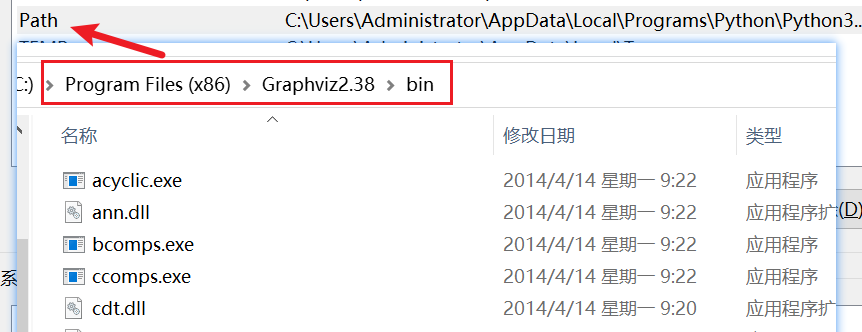 Path C:\Users\Administrator\AppData\Local\Programs\Python\Python3...
C:) > Program Files (x86) > Graphviz2.38 > bin
名称 修改日期 类型
acyclic.exe 2014/4/14 星期一 9:22 应用程序
ann.dll 2014/4/14 星期一 9:22 应用程序扩
(D)
bcomps.exe 2014/4/14 星期一 9:22 应用程序
ccomps.exe 2014/4/14 星期一 9:22 应用程序
系
cdt.dll 2014/4/14 星期一 9:20 应用程序扩